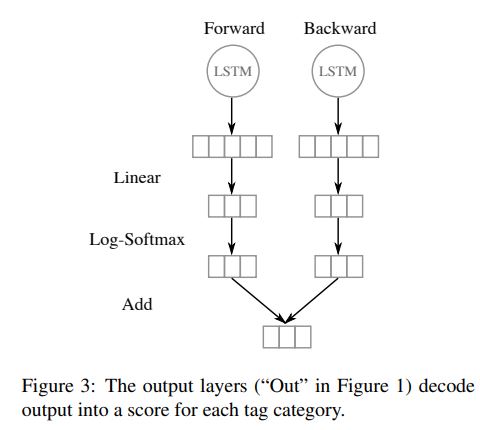 Forward Backward
LSTM LSTM
Linear
Log-Softmax
Add
Figure 3: The output layers (“Out” in Figure 1) decode
output into a score for each tag category.